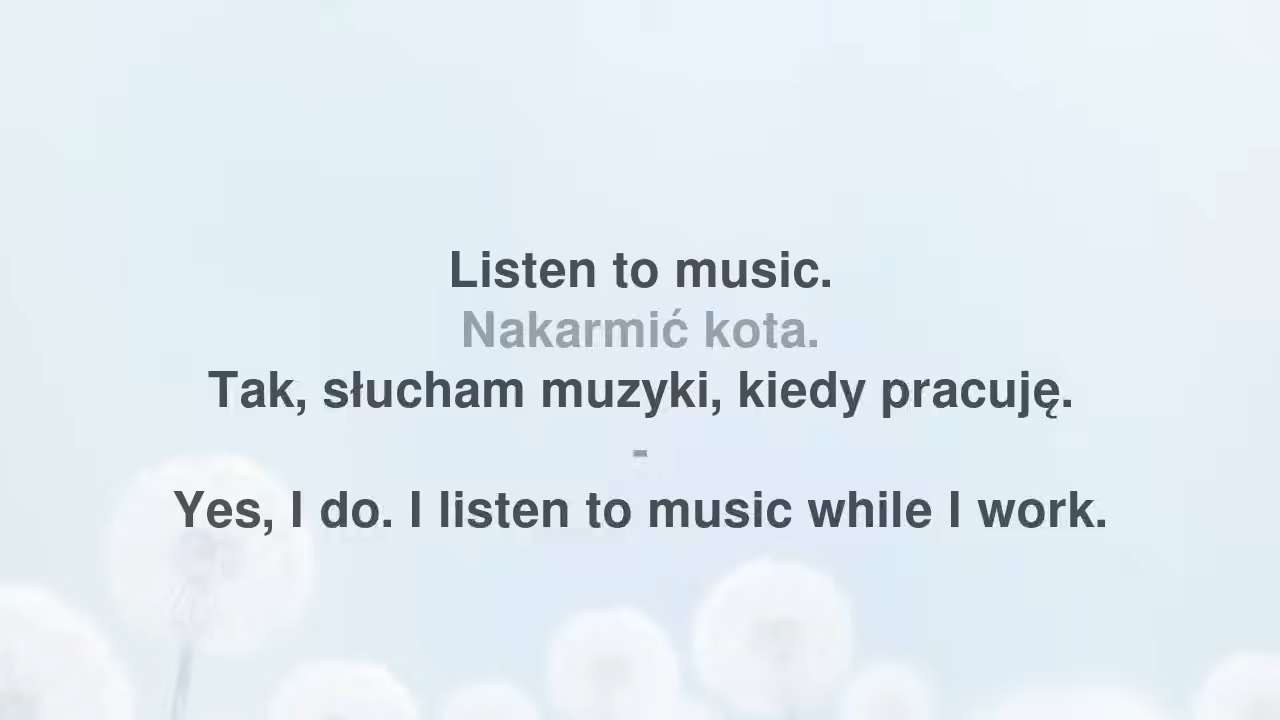 Listen to music.
Nakarmić kota.
Tak, słucham muzyki, kiedy pracuję.
-
Yes, I do. I listen to music while I work.